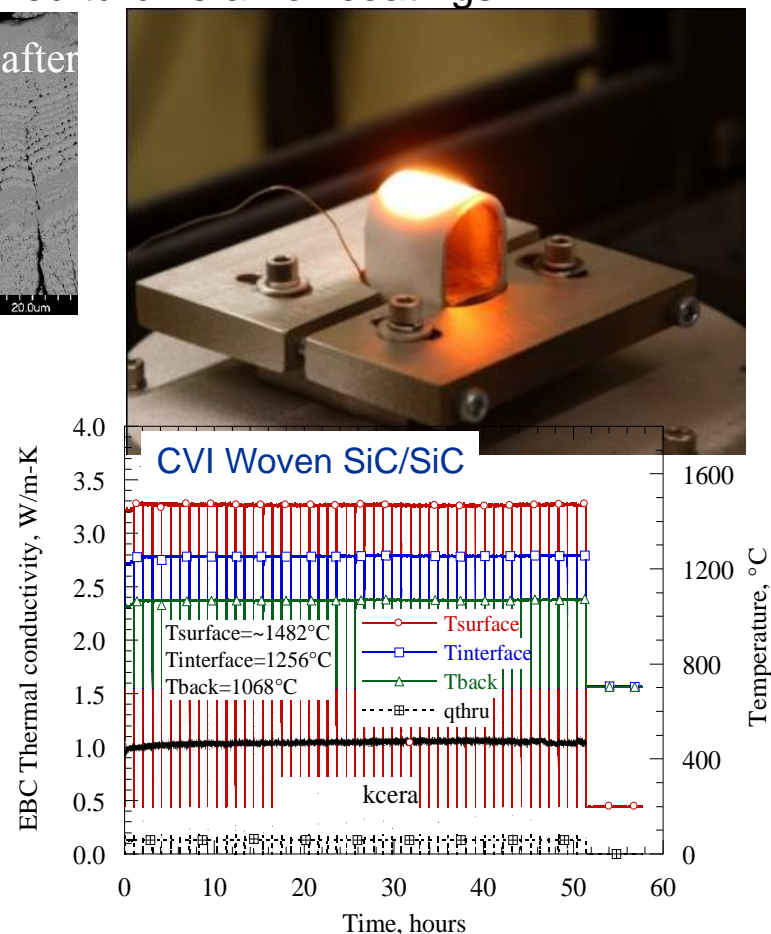 after
20.0um
CVI Woven SiC/SiC
EBC Thermal conductivity, W/m-K
4.0
3.5
3.0
2.5
2.0
1.5
1.0
0.5
0.0
Tsurface=~1482°C
Tinterface=1256°C
Tback=1068°C
Tsurface
Tinterface
Tback
qthru
kcera
1600
1200
800
400
0
Temperature, °C
0 10 20 30 40 50 60
Time, hours